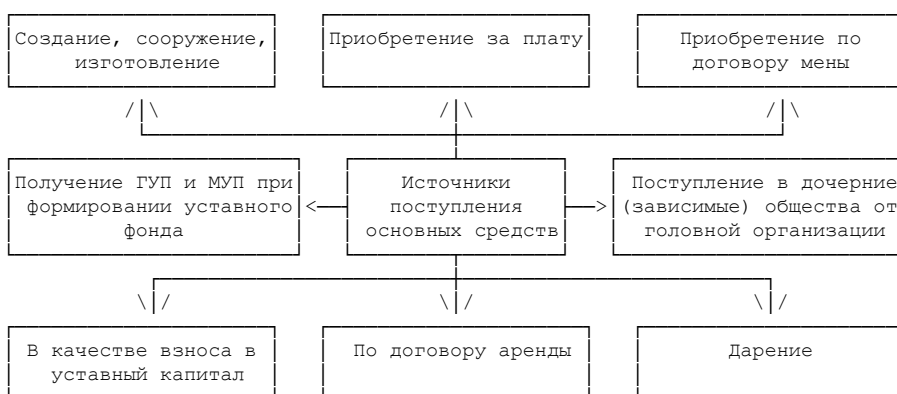 Создание, сооружение,
изготовление
Приобретение за плату
Приобретение по
договору мены
Получение ГУП и МУП при
формировании уставного
фонда
Источники
поступления
основных средств
Поступление в дочерние
(зависимые) общества от
головной организации
В качестве взноса в
уставный капитал
По договору аренды
Дарение